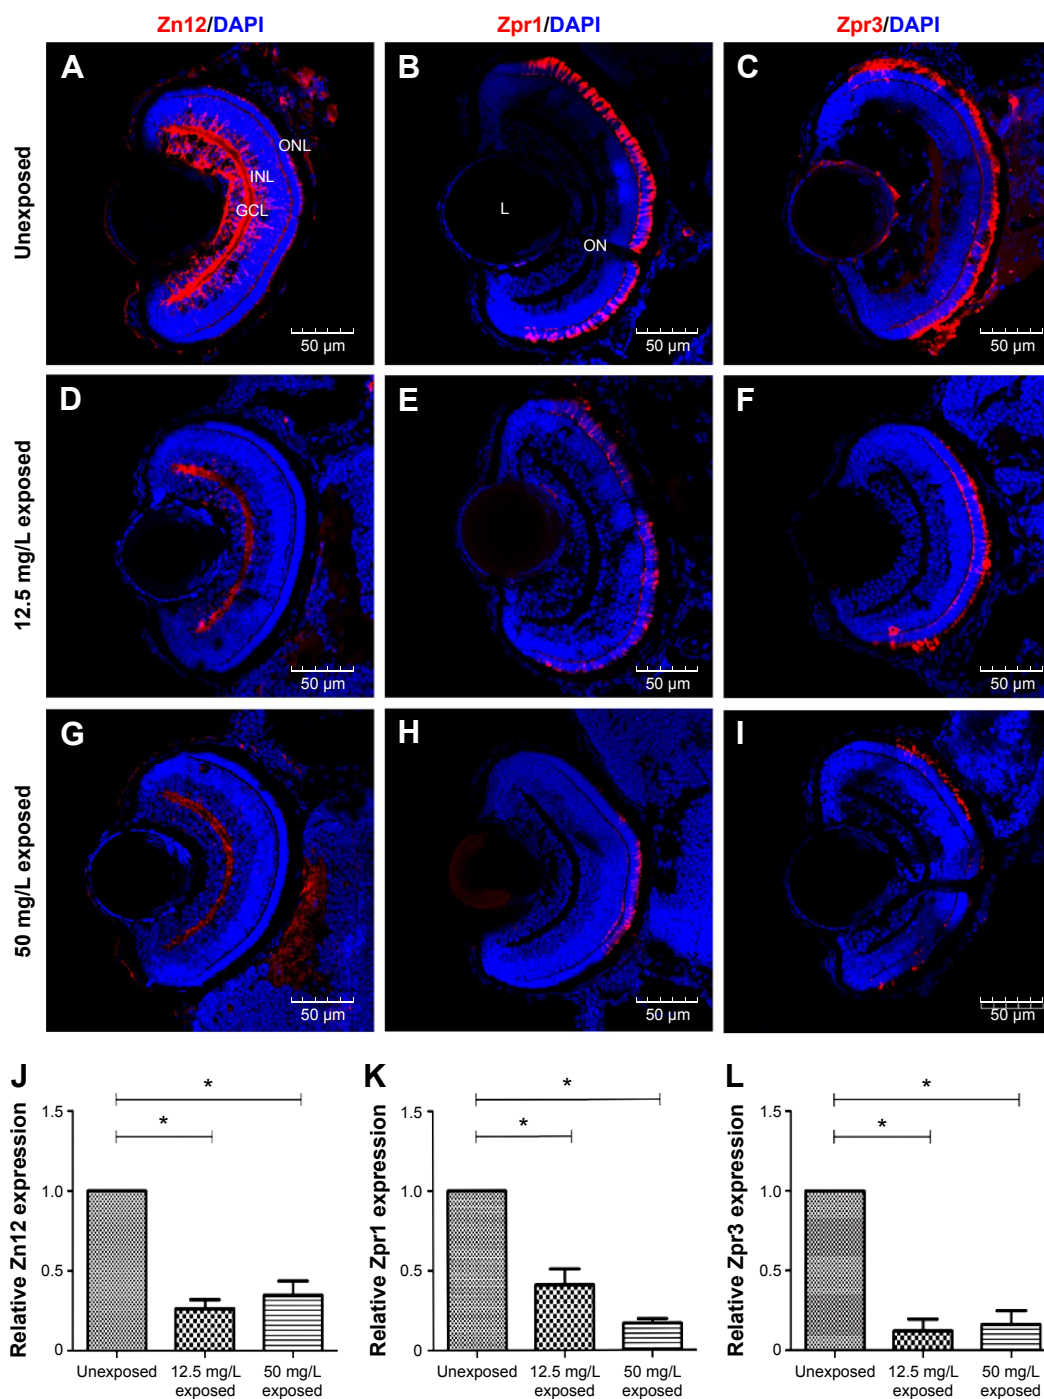 Zn12/DAPI
Zpr1/DAPI
Zpr3/DAPI
Unexposed
A
ONL
INL
GCL
50 µm
B
L
ON
50 µm
C
50 µm
12.5 mg/L exposed
D
50 µm
E
50 µm
F
50 µm
50 mg/L exposed
G
50 µm
H
50 µm
I
50 µm
J
Relative Zn12 expression
1.5
1.0
0.5
0
*
*
Unexposed
12.5 mg/L
exposed
50 mg/L
exposed
K
Relative Zpr1 expression
1.5
1.0
0.5
0
*
*
Unexposed
12.5 mg/L
exposed
50 mg/L
exposed
L
Relative Zpr3 expression
1.5
1.0
0.5
0
*
*
Unexposed
12.5 mg/L
exposed
50 mg/L
exposed